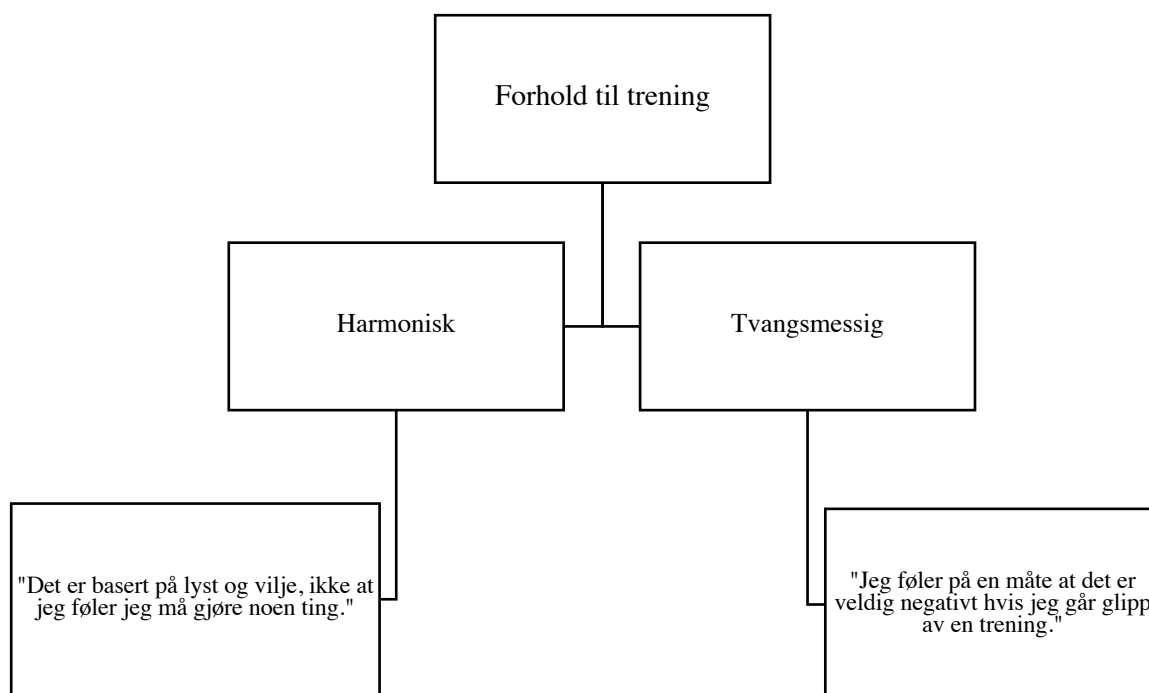 Forhold til trening
Harmonisk
Tvangsmessig
"Det er basert på lyst og vilje, ikke at
jeg føler jeg må gjøre noen ting."
"Jeg føler på en måte at det er
veldig negativt hvis jeg går glipp
av en trening."